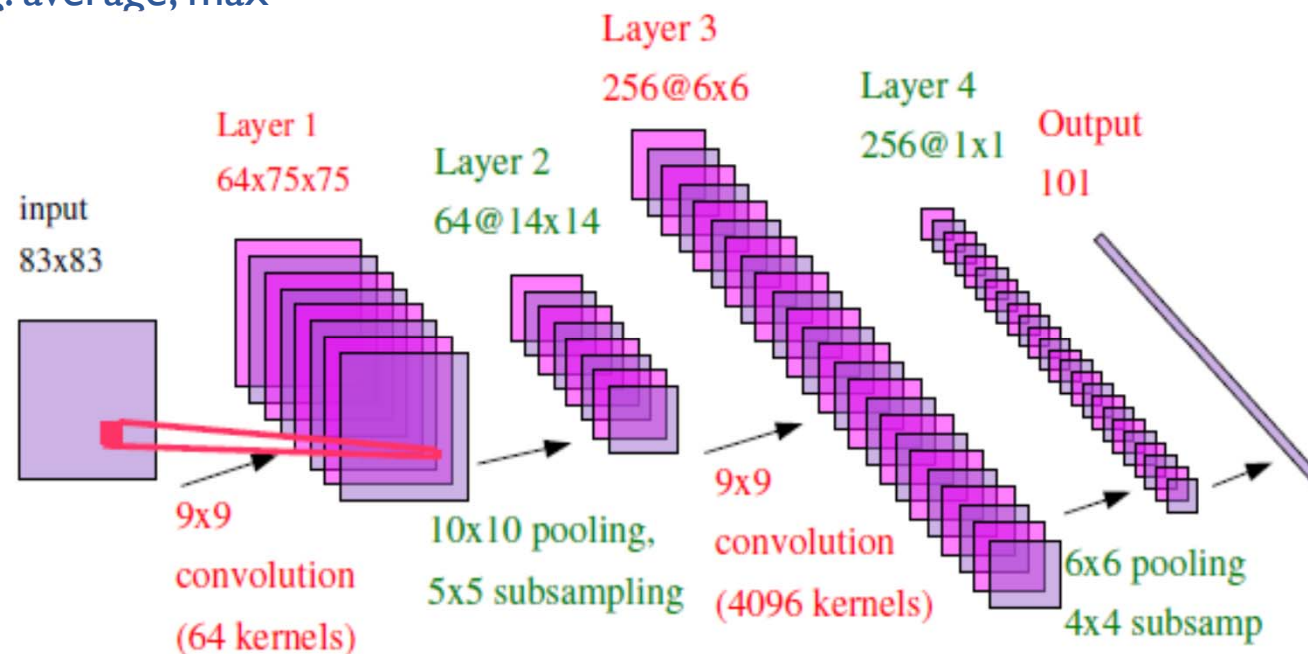 average, max
input
83x83
Layer 1
64x75x75
Layer 2
64@14x14
Layer 3
256@6x6
Layer 4
256@1x1
Output
101
9x9
convolution
(64 kernels)
10x10 pooling,
5x5 subsampling
9x9
convolution
(4096 kernels)
6x6 pooling
4x4 subsamp